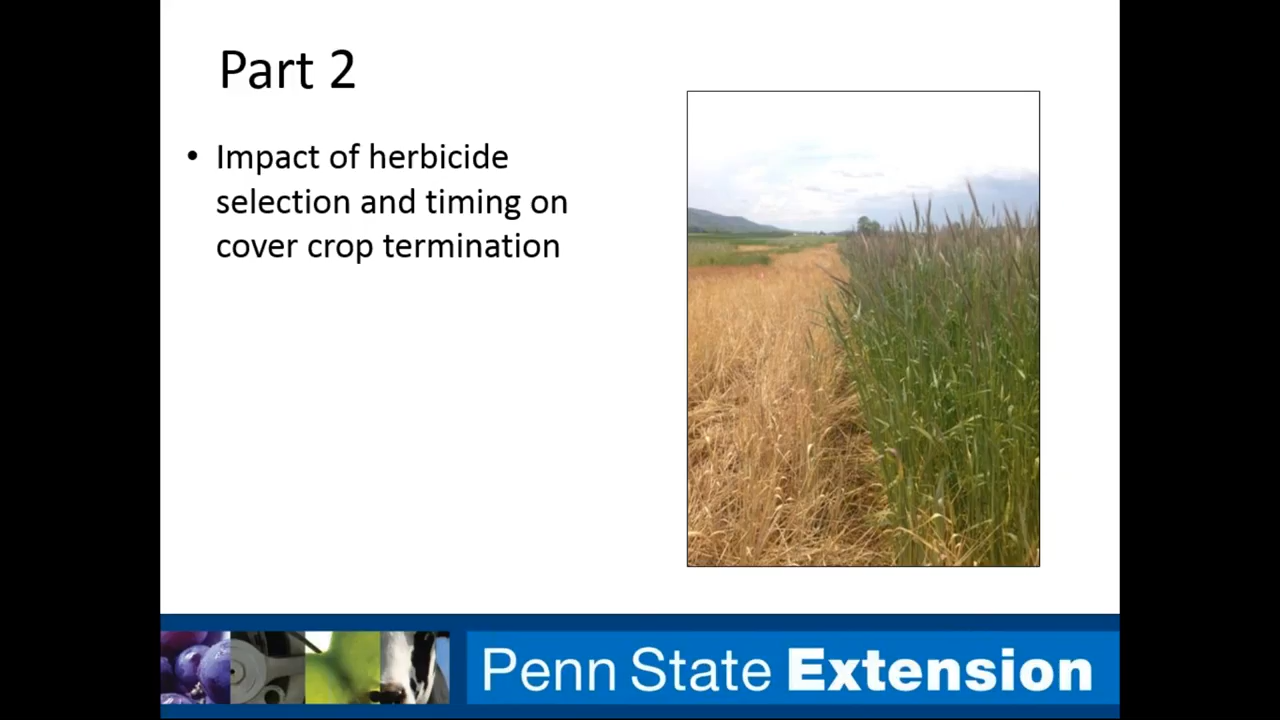 Part 2
• Impact of herbicide
selection and timing on
cover crop termination
Penn State Extension